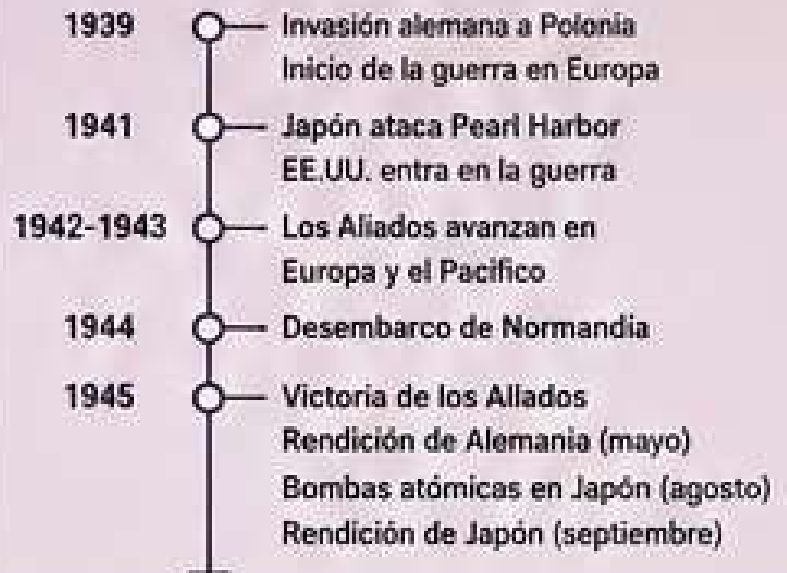 1939 Invasión alemana a Polonia
Inicio de la guerra en Europa
1941 Japón ataca Pearl Harbor
EE.UU. entra en la guerra
1942-1943 Los Aliados avanzan en
Europa y el Pacífico
1944 Desembarco de Normandía
1945 Victoria de los Aliados
Rendición de Alemania (mayo)
Bombas atómicas en Japón (agosto)
Rendición de Japón (septiembre)